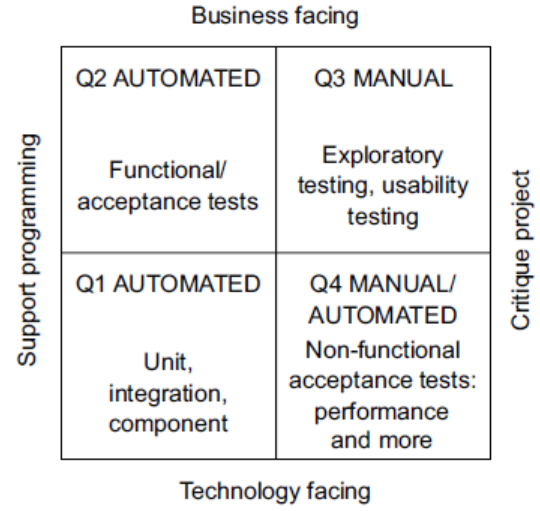 Business facing
Q2 AUTOMATED
Functional/
acceptance tests
Q3 MANUAL
Exploratory
testing, usability
testing
Support programming
Critique project
Q1 AUTOMATED
Unit,
integration,
component
Q4 MANUAL/
AUTOMATED
Non-functional
acceptance tests:
performance
and more
Technology facing